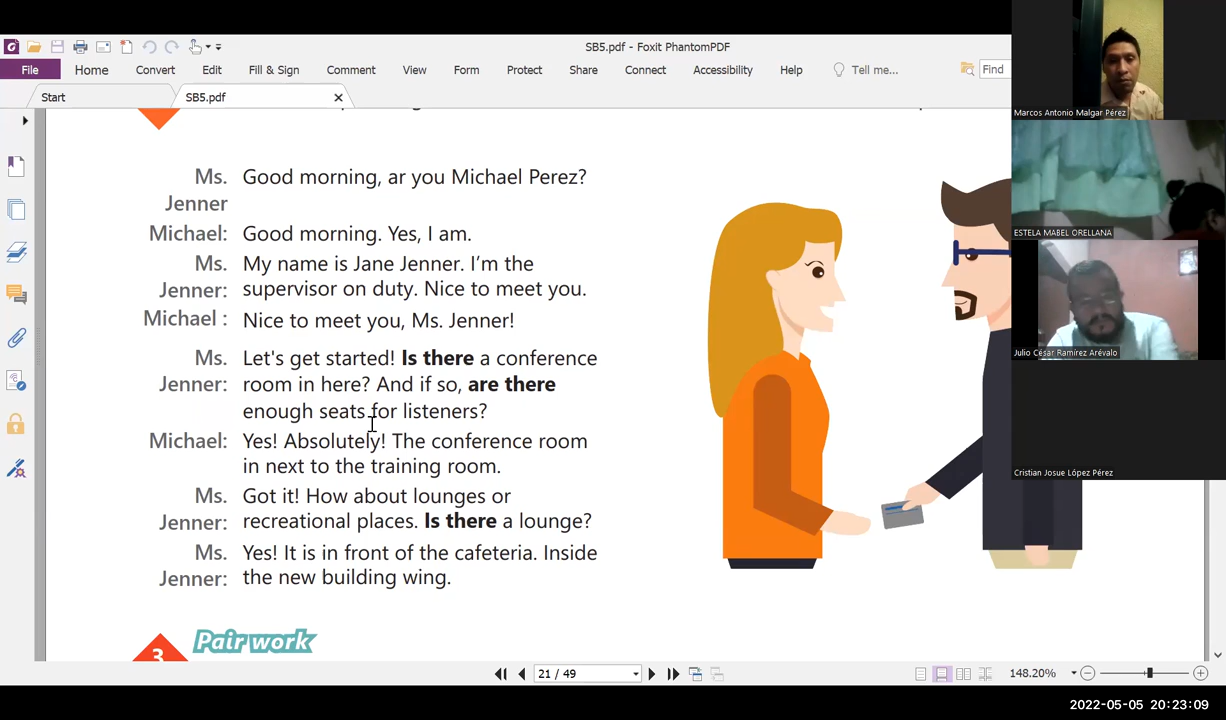 SB5.pdf - Foxit PhantomPDF
File Home Convert Edit Fill & Sign Comment View Form Protect Share Connect Accessibility Help Tell me... Find
Start SB5.pdf
Ms. Good morning, ar you Michael Perez?
Jenner
Michael: Good morning. Yes, I am.
Ms. My name is Jane Jenner. I'm the
Jenner: supervisor on duty. Nice to meet you.
Michael : Nice to meet you, Ms. Jenner!
Ms. Let's get started! Is there a conference
Jenner: room in here? And if so, are there
enough seats for listeners?
Michael: Yes! Absolutely! The conference room
in next to the training room.
Ms. Got it! How about lounges or
Jenner: recreational places. Is there a lounge?
Ms. Yes! It is in front of the cafeteria. Inside
Jenner: the new building wing.
3 Pair work
21 / 49
148.20%
Marcos Antonio Malgar Pérez
ESTELA MABEL ORELLANA
Julio César Ramírez Arévalo
Cristian Josue López Pérez
2022-05-05 20:23:09